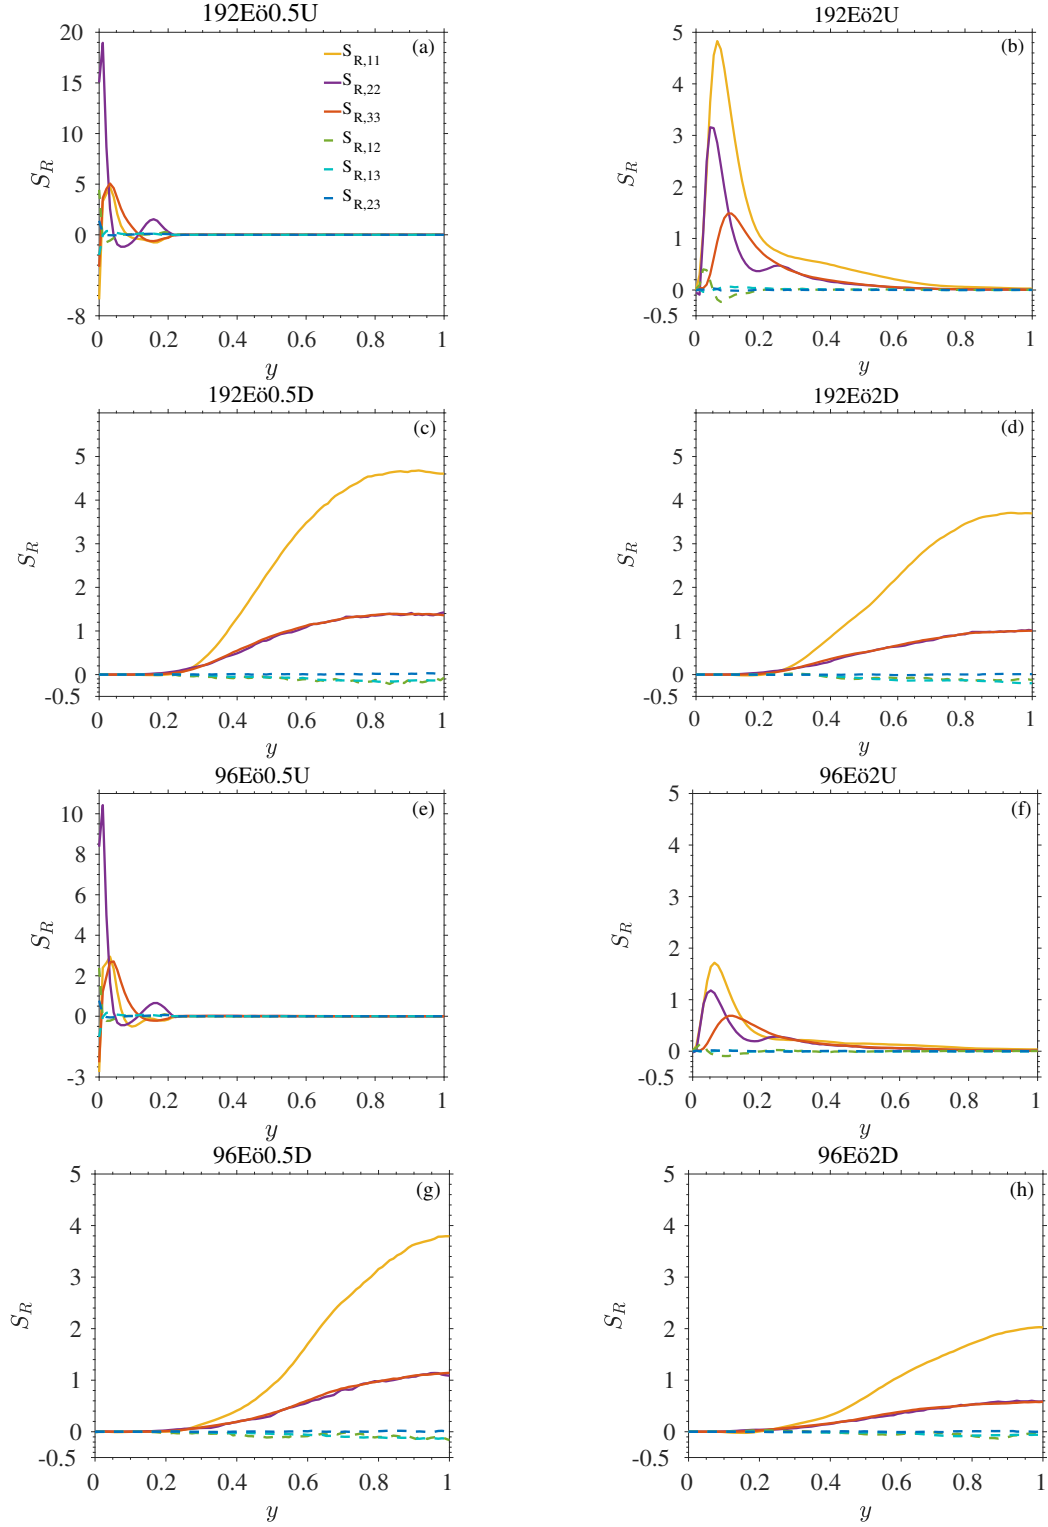 192Eö0.5U
(a)
20
15
10
5
0
-8
S_R
S_R,11
S_R,22
S_R,33
S_R,12
S_R,13
S_R,23
0 0.2 0.4 0.6 0.8 1
y
192Eö2U
(b)
5
4
3
2
1
0
-0.5
S_R
0 0.2 0.4 0.6 0.8 1
y
192Eö0.5D
(c)
5
4
3
2
1
0
-0.5
S_R
0 0.2 0.4 0.6 0.8 1
y
192Eö2D
(d)
5
4
3
2
1
0
-0.5
S_R
0 0.2 0.4 0.6 0.8 1
y
96Eö0.5U
(e)
10
8
6
4
2
0
-3
S_R
0 0.2 0.4 0.6 0.8 1
y
96Eö2U
(f)
5
4
3
2
1
0
-0.5
S_R
0 0.2 0.4 0.6 0.8 1
y
96Eö0.5D
(g)
5
4
3
2
1
0
-0.5
S_R
0 0.2 0.4 0.6 0.8 1
y
96Eö2D
(h)
5
4
3
2
1
0
-0.5
S_R
0 0.2 0.4 0.6 0.8 1
y